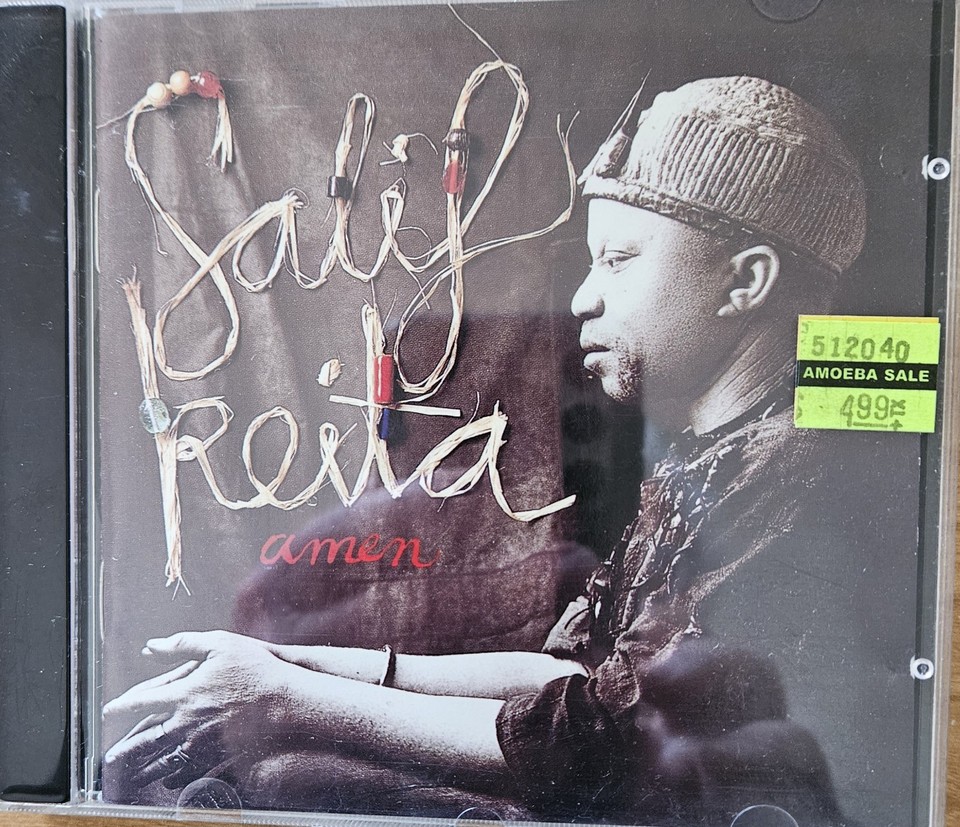 Salif
Keita
amen
512040
AMOEBA SALE
499